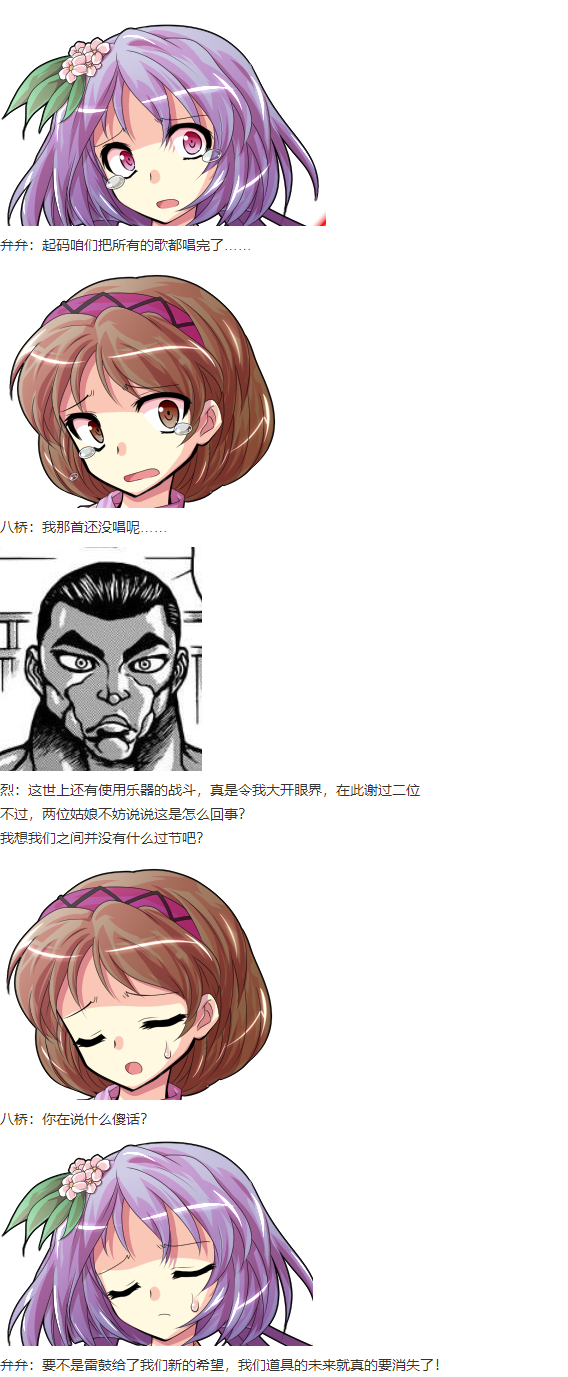 弁弁：起码咱们把所有的歌都唱完了……
八桥：我那首还没唱呢……
烈：这世上还有使用乐器的战斗，真是令我大开眼界，在此谢过二位
不过，两位姑娘不妨说说这是怎么回事？
我想我们之间并没有什么过节吧？
八桥：你在说什么傻话？
弁弁：要不是雷鼓给了我们新的希望，我们道具的未来就真的要消失了！